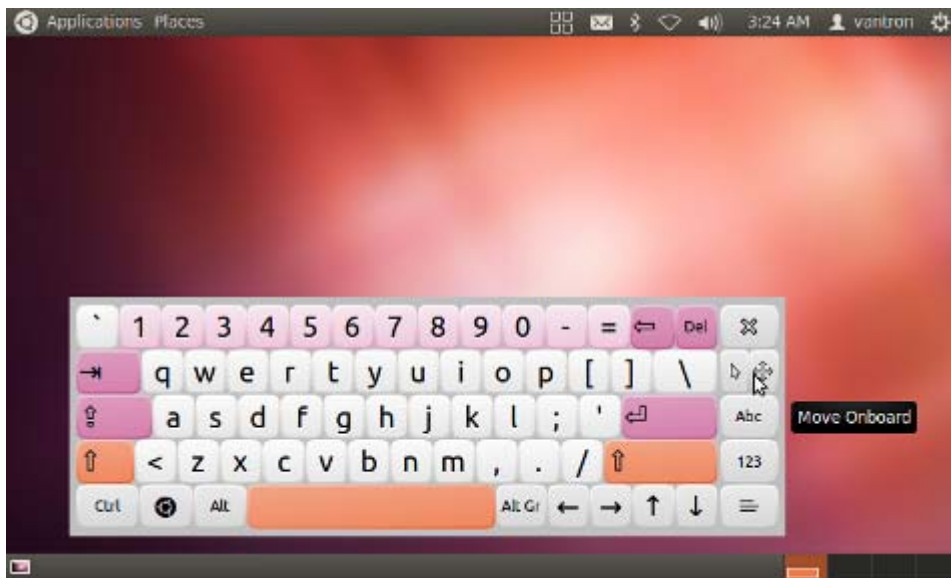 Applications Places 3:24 AM vantron
` 1 2 3 4 5 6 7 8 9 0 - = Del
q w e r t y u i o p [ ] \
a s d f g h j k l ; ' Abc
Move Onboard
< z x c v b n m , . / 123
Ctrl Alt Alt Gr